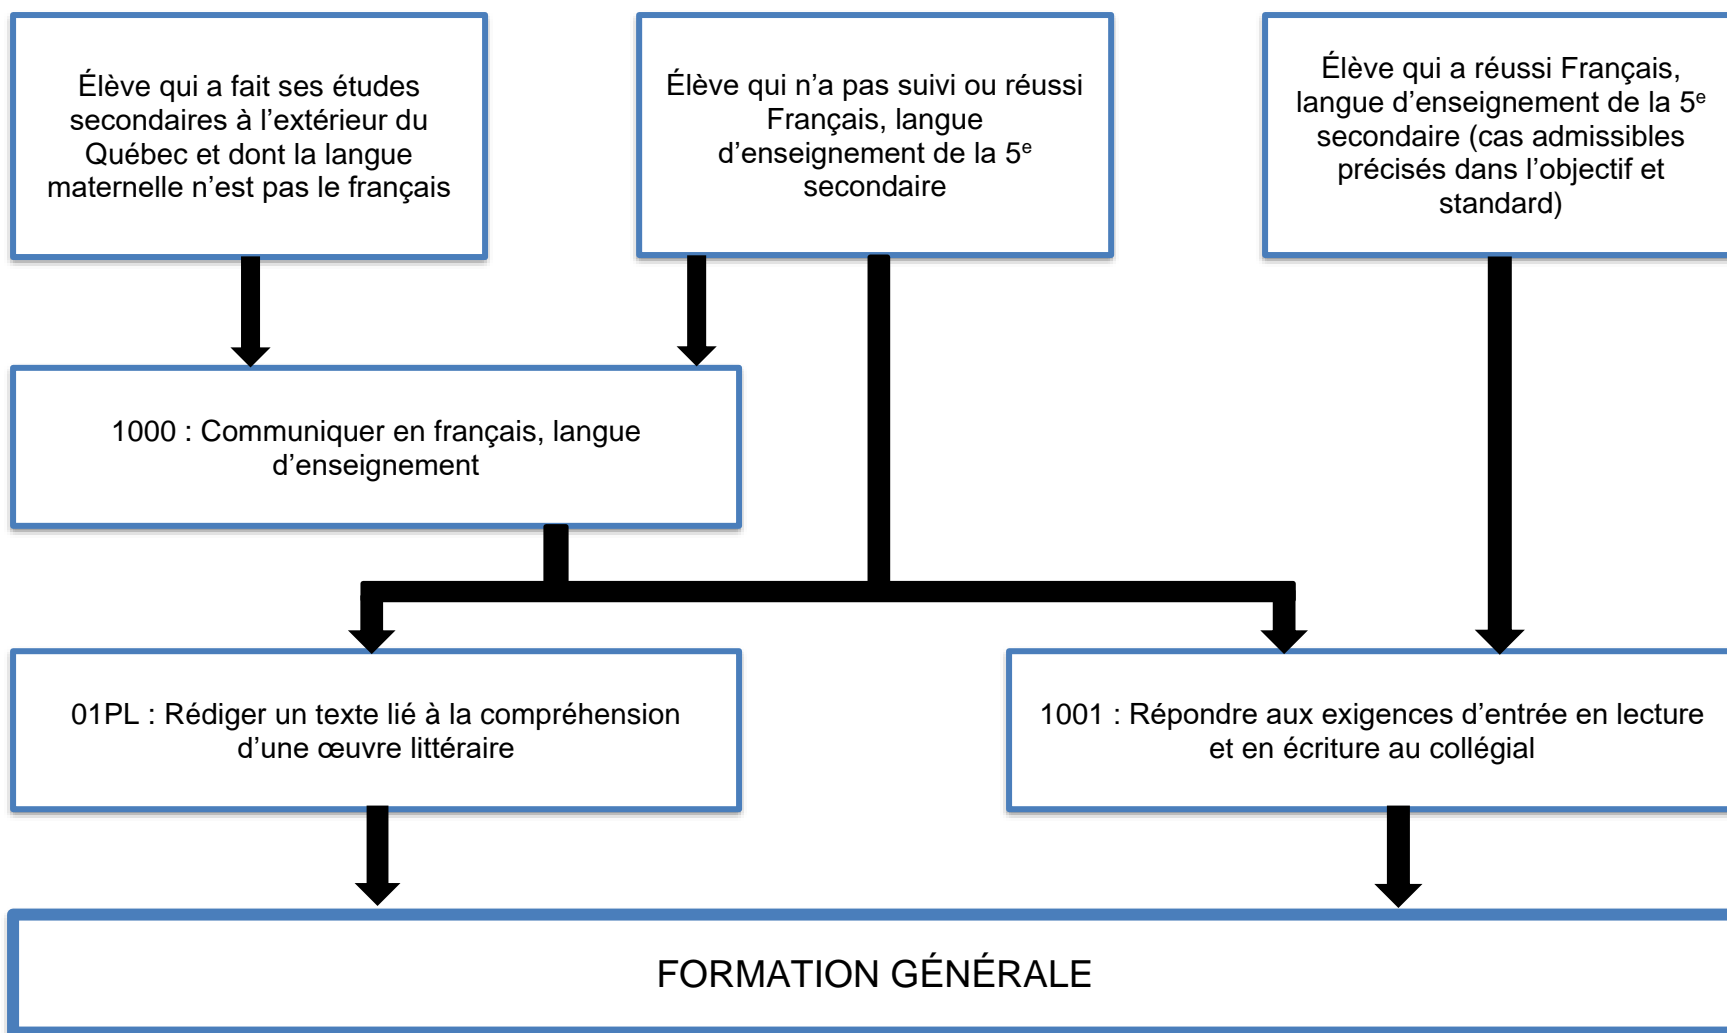 Élève qui a fait ses études
secondaires à l’extérieur du
Québec et dont la langue
maternelle n’est pas le français
Élève qui n’a pas suivi ou réussi
Français, langue
d’enseignement de la 5e
secondaire
Élève qui a réussi Français,
langue d’enseignement de la 5e
secondaire (cas admissibles
précisés dans l’objectif et
standard)
1000 : Communiquer en français, langue
d’enseignement
01PL : Rédiger un texte lié à la compréhension
d’une œuvre littéraire
1001 : Répondre aux exigences d’entrée en lecture
et en écriture au collégial
FORMATION GÉNÉRALE